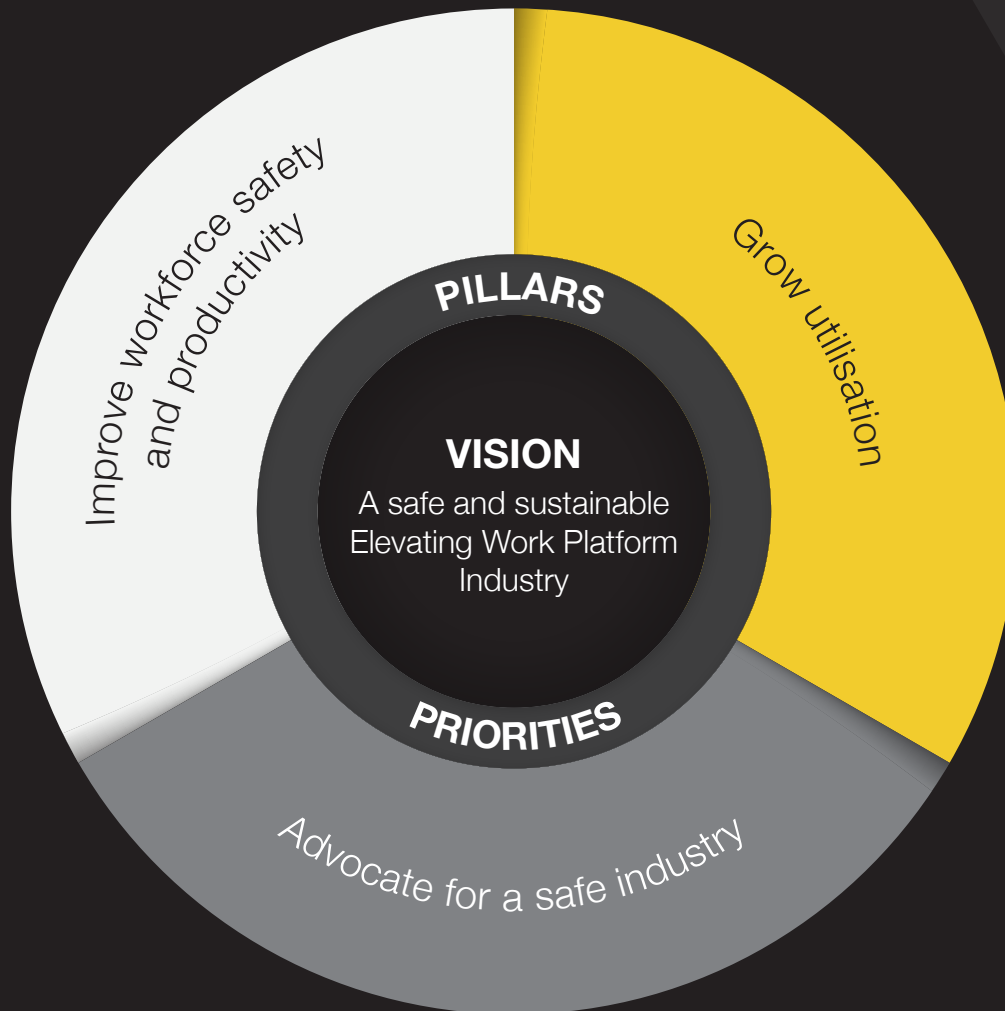 Improve workforce safety
and productivity
Grow utilisation
PILLARS
VISION
A safe and sustainable
Elevating Work Platform
Industry
PRIORITIES
Advocate for a safe industry